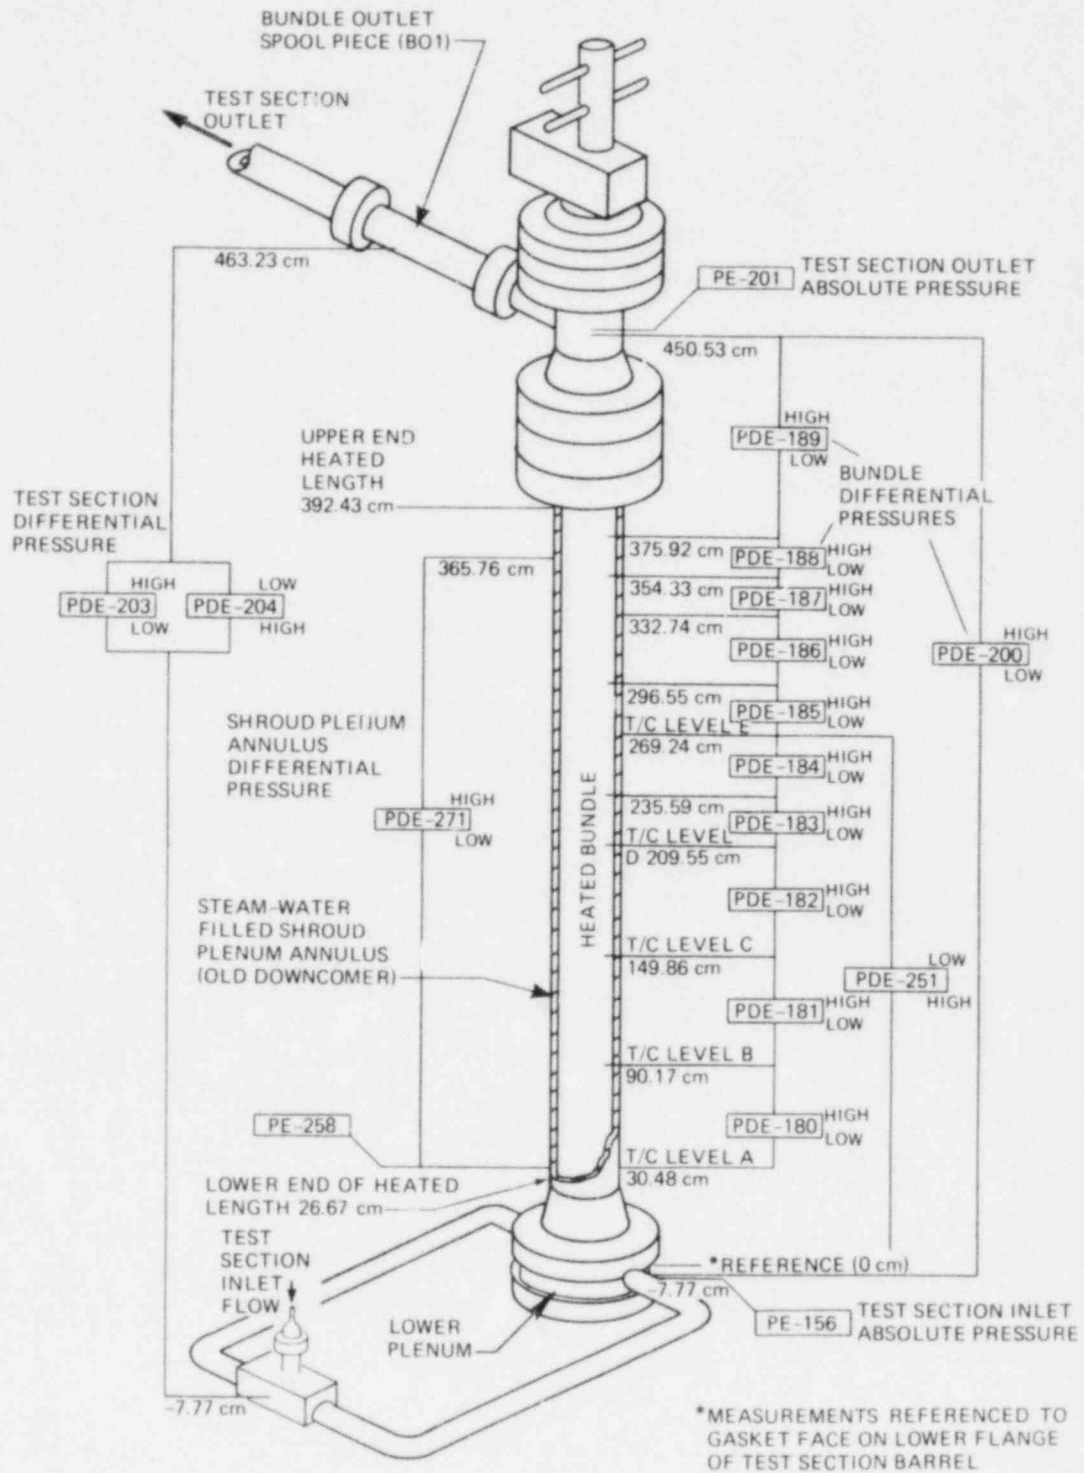 BUNDLE OUTLET
SPOOL PIECE (BO1)
TEST SECTION
OUTLET
463.23 cm
PE-201
TEST SECTION OUTLET
ABSOLUTE PRESSURE
450.53 cm
UPPER END
HEATED
LENGTH
392.43 cm
HIGH
PDE-189
LOW
BUNDLE
DIFFERENTIAL
PRESSURES
TEST SECTION
DIFFERENTIAL
PRESSURE
HIGH
PDE-203
LOW
LOW
PDE-204
HIGH
365.76 cm
375.92 cm
PDE-188
HIGH
LOW
354.33 cm
PDE-187
HIGH
LOW
332.74 cm
PDE-186
HIGH
LOW
PDE-200
HIGH
LOW
296.55 cm
PDE-185
HIGH
LOW
T/C LEVEL E
269.24 cm
PDE-184
HIGH
LOW
SHROUD PLENUM
ANNULUS
DIFFERENTIAL
PRESSURE
HIGH
PDE-271
LOW
HEATED BUNDLE
235.59 cm
PDE-183
HIGH
LOW
T/C LEVEL
D 209.55 cm
PDE-182
HIGH
LOW
STEAM-WATER
FILLED SHROUD
PLENUM ANNULUS
(OLD DOWNCOMER)
T/C LEVEL C
149.86 cm
LOW
PDE-251
HIGH
PDE-181
HIGH
LOW
T/C LEVEL B
90.17 cm
PE-258
PDE-180
HIGH
LOW
T/C LEVEL A
30.48 cm
LOWER END OF HEATED
LENGTH 26.67 cm
TEST
SECTION
INLET
FLOW
*REFERENCE (0 cm)
-7.77 cm
LOWER
PLENUM
PE-156
TEST SECTION INLET
ABSOLUTE PRESSURE
-7.77 cm
*MEASUREMENTS REFERENCED TO
GASKET FACE ON LOWER FLANGE
OF TEST SECTION BARREL